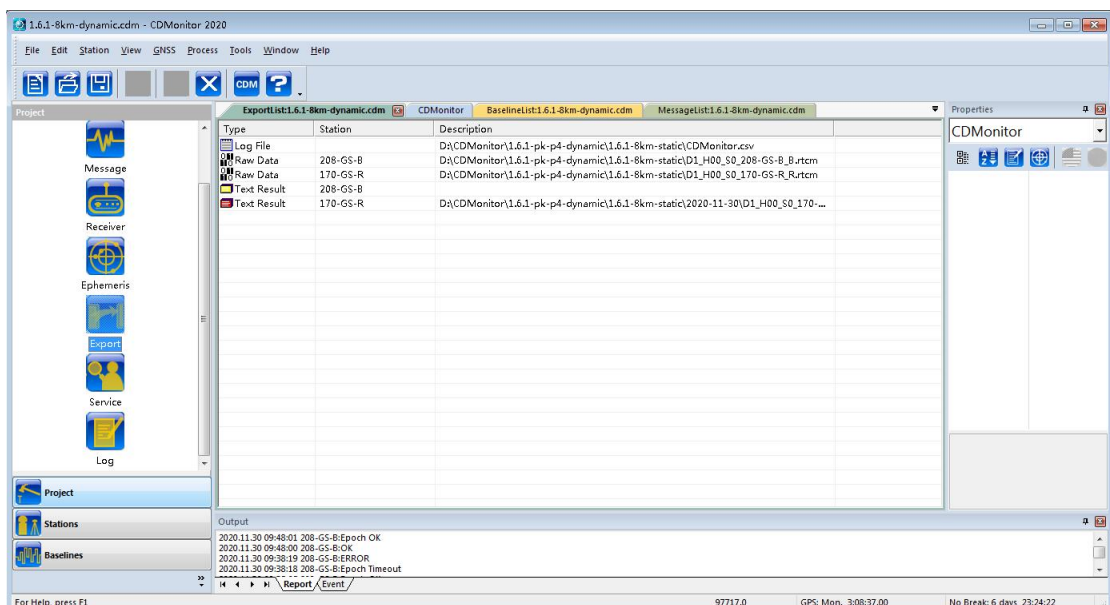 1.6.1-8km-dynamic.cdm - CDMonitor 2020
File Edit Station View GNSS Process Tools Window Help
CDM ?
Project
Message
Receiver
Ephemeris
Export
Service
Log
Project
Stations
Baselines
ExportList:1.6.1-8km-dynamic.cdm CDMonitor BaselineList:1.6.1-8km-dynamic.cdm MessageList:1.6.1-8km-dynamic.cdm
Type Station Description
Log File D:\CDMonitor\1.6.1-pk-p4-dynamic\1.6.1-8km-static\CDMonitor.csv
Raw Data 208-GS-B D:\CDMonitor\1.6.1-pk-p4-dynamic\1.6.1-8km-static\D1_H00_S0_208-GS-B_B.rtcm
Raw Data 170-GS-R D:\CDMonitor\1.6.1-pk-p4-dynamic\1.6.1-8km-static\D1_H00_S0_170-GS-R_R.rtcm
Text Result 208-GS-B
Text Result 170-GS-R D:\CDMonitor\1.6.1-pk-p4-dynamic\1.6.1-8km-static\2020-11-30\D1_H00_S0_170-...
Properties
CDMonitor
Output
2020.11.30 09:48:01 208-GS-B:Epoch OK
2020.11.30 09:48:00 208-GS-B:OK
2020.11.30 09:38:19 208-GS-B:ERROR
2020.11.30 09:38:18 208-GS-B:Epoch Timeout
Report Event
For Help, press F1 97717.0 GPS: Mon. 3:08:37.00 No Break: 6 days 23:24:22